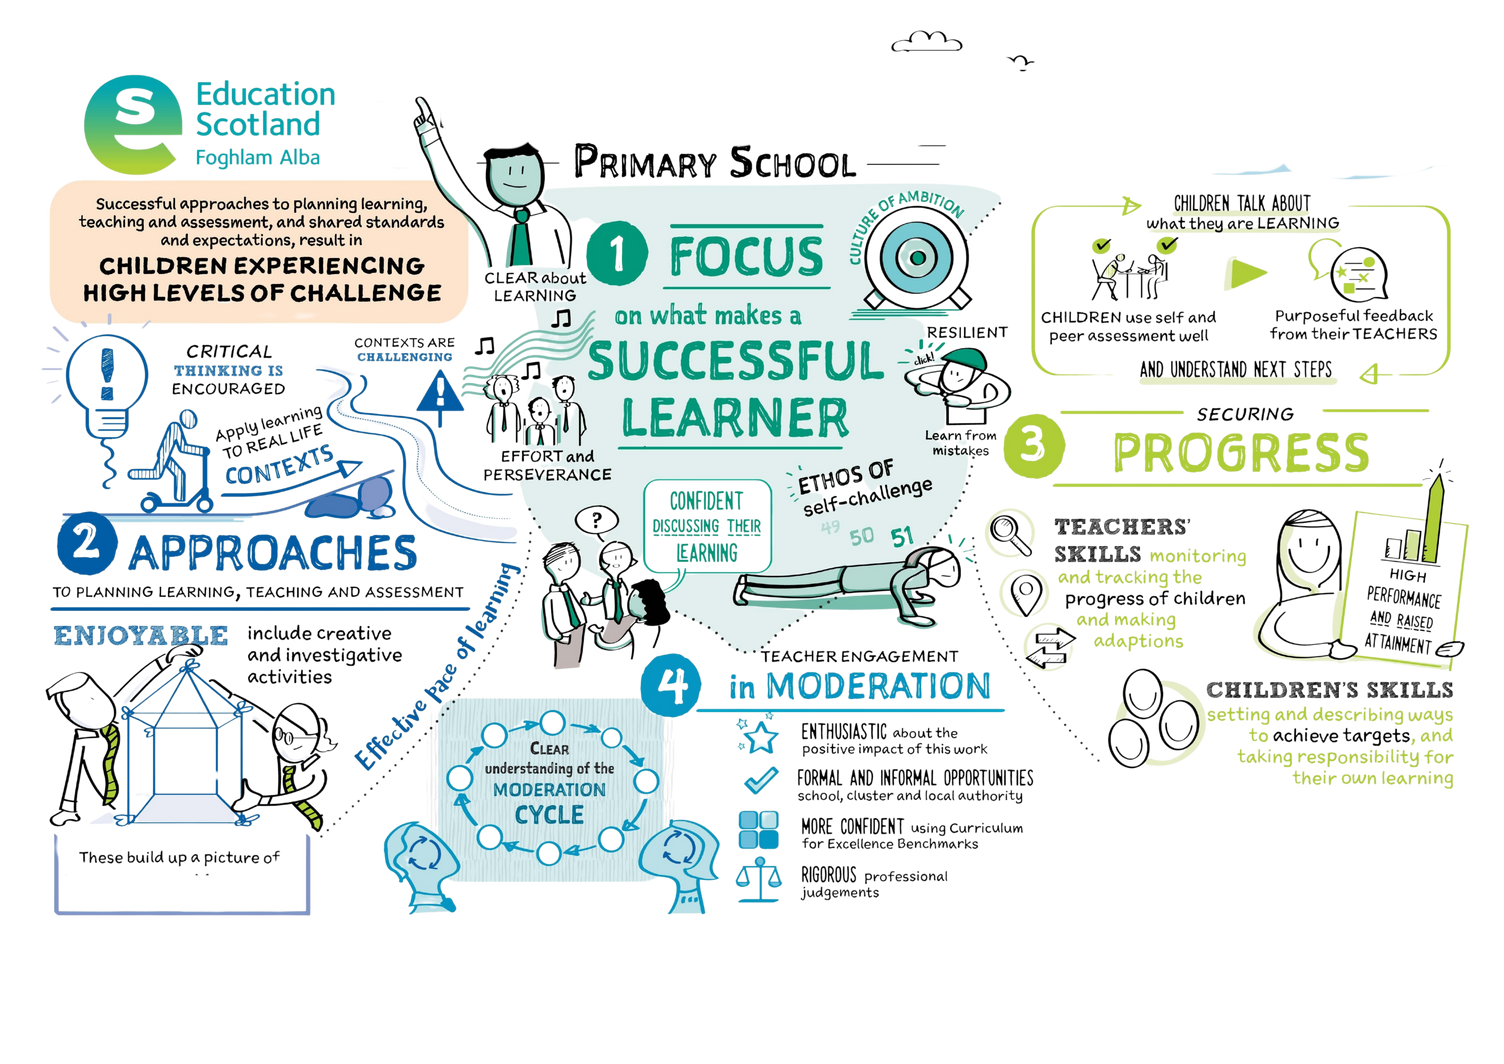 Education
Scotland
Foghlam Alba
PRIMARY SCHOOL
Successful approaches to planning learning,
teaching and assessment, and shared standards
and expectations, result in
CHILDREN EXPERIENCING
HIGH LEVELS OF CHALLENGE
1 FOCUS
on what makes a
SUCCESSFUL
LEARNER
CLEAR about
LEARNING
CULTURE OF AMBITION
EFFORT and
PERSEVERANCE
RESILIENT
click!
Learn from
mistakes
ETHOS OF
self-challenge
49 50 51
?
CONFIDENT
DISCUSSING THEIR
LEARNING
CRITICAL
THINKING IS
ENCOURAGED
CONTEXTS ARE
CHALLENGING
!
!
Apply learning
TO REAL LIFE
CONTEXTS
2 APPROACHES
TO PLANNING LEARNING, TEACHING AND ASSESSMENT
ENJOYABLE
include creative
and investigative
activities
Effective pace of learning
These build up a picture of
CHILDREN TALK ABOUT
what they are LEARNING
CHILDREN use self and
peer assessment well
Purposeful feedback
from their TEACHERS
AND UNDERSTAND NEXT STEPS
3 SECURING
PROGRESS
TEACHERS'
SKILLS monitoring
and tracking the
progress of children
and making
adaptions
HIGH
PERFORMANCE
AND RAISED
ATTAINMENT
CHILDREN'S SKILLS
setting and describing ways
to achieve targets, and
taking responsibility for
their own learning
4 TEACHER ENGAGEMENT
in MODERATION
CLEAR
understanding of the
MODERATION
CYCLE
ENTHUSIASTIC about the
positive impact of this work
FORMAL AND INFORMAL OPPORTUNITIES
school, cluster and local authority
MORE CONFIDENT using Curriculum
for Excellence Benchmarks
RIGOROUS professional
judgements